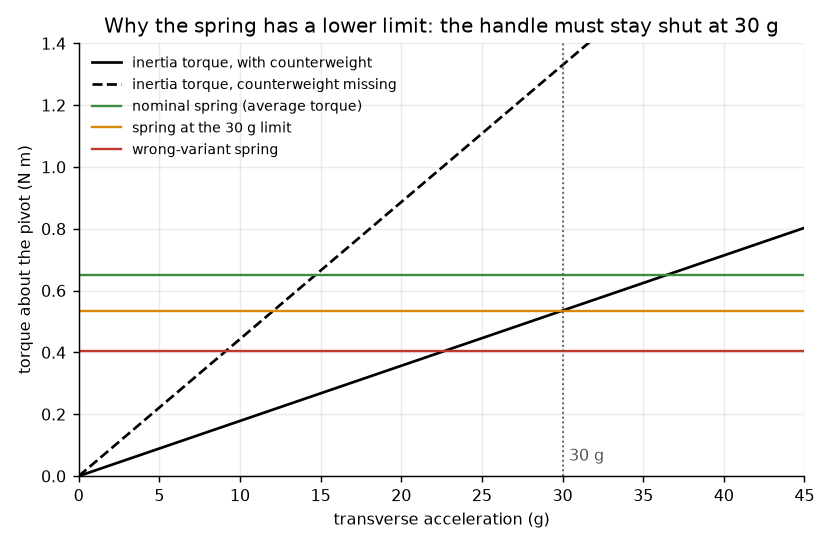 Why the spring has a lower limit: the handle must stay shut at 30 g
inertia torque, with counterweight
inertia torque, counterweight missing
nominal spring (average torque)
spring at the 30 g limit
wrong-variant spring
torque about the pivot (N m)
1.4
1.2
1.0
0.8
0.6
0.4
0.2
0.0
30 g
0 5 10 15 20 25 30 35 40 45
transverse acceleration (g)